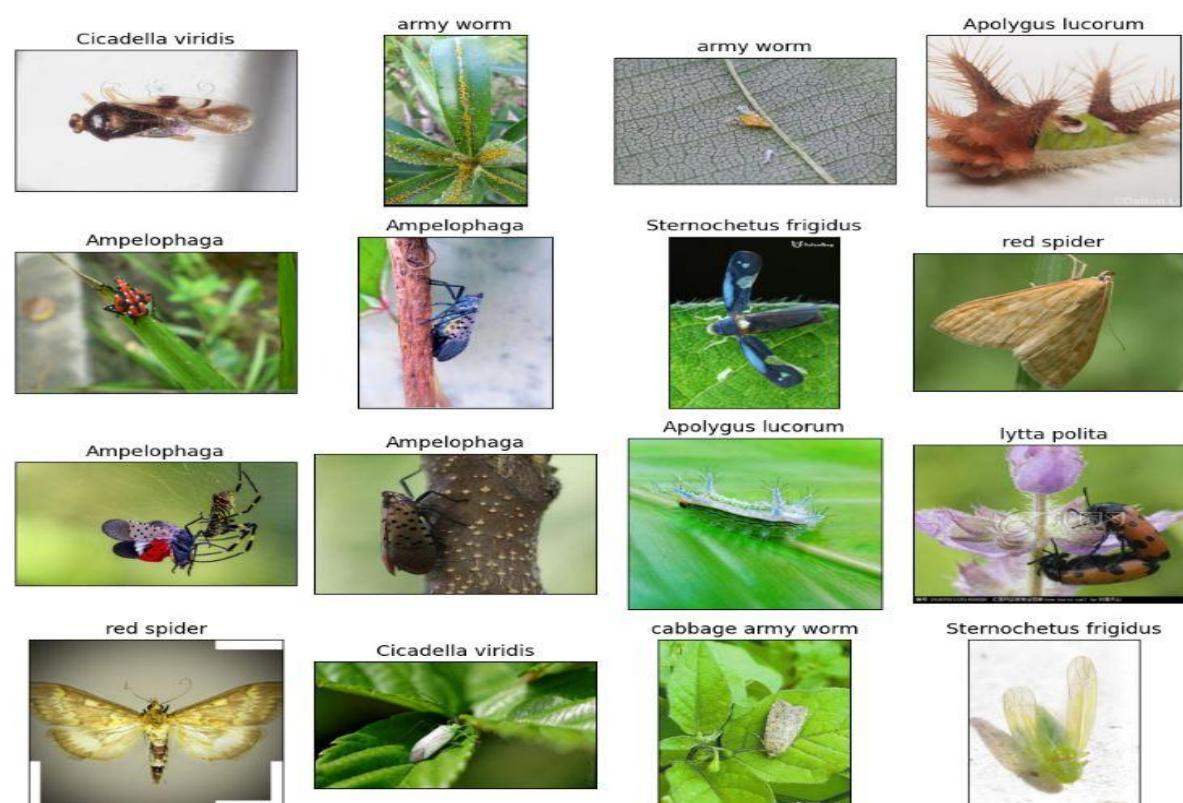 Cicadella viridis
army worm
army worm
Apolygus lucorum
Ampelophaga
Ampelophaga
Sternochetus frigidus
red spider
Ampelophaga
Ampelophaga
Apolygus lucorum
lytta polita
red spider
Cicadella viridis
cabbage army worm
Sternochetus frigidus